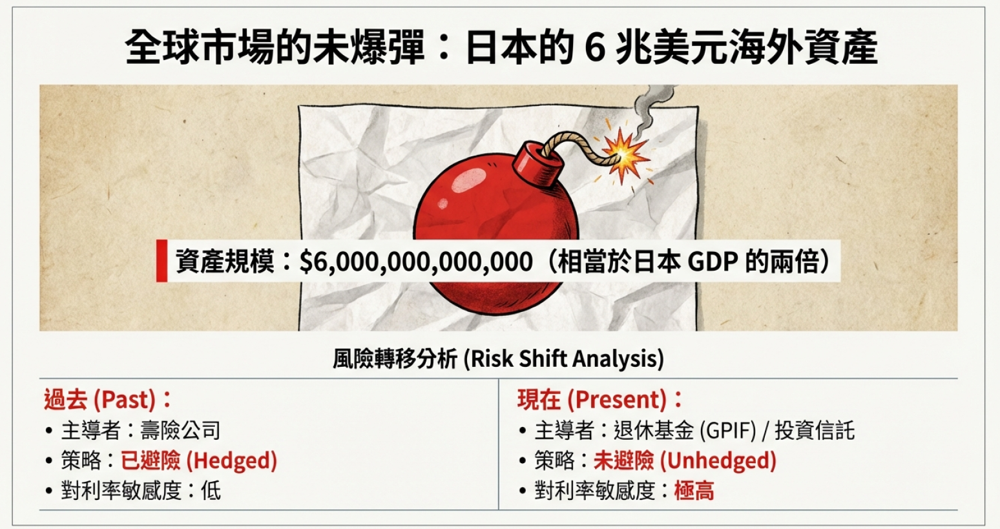 全球市場的未爆彈：日本的 6 兆美元海外資產
資產規模：$6,000,000,000,000（相當於日本 GDP 的兩倍）
風險轉移分析 (Risk Shift Analysis)
過去 (Past)：
• 主導者：壽險公司
• 策略：已避險 (Hedged)
• 對利率敏感度：低
現在 (Present)：
• 主導者：退休基金 (GPIF) / 投資信託
• 策略：未避險 (Unhedged)
• 對利率敏感度：極高